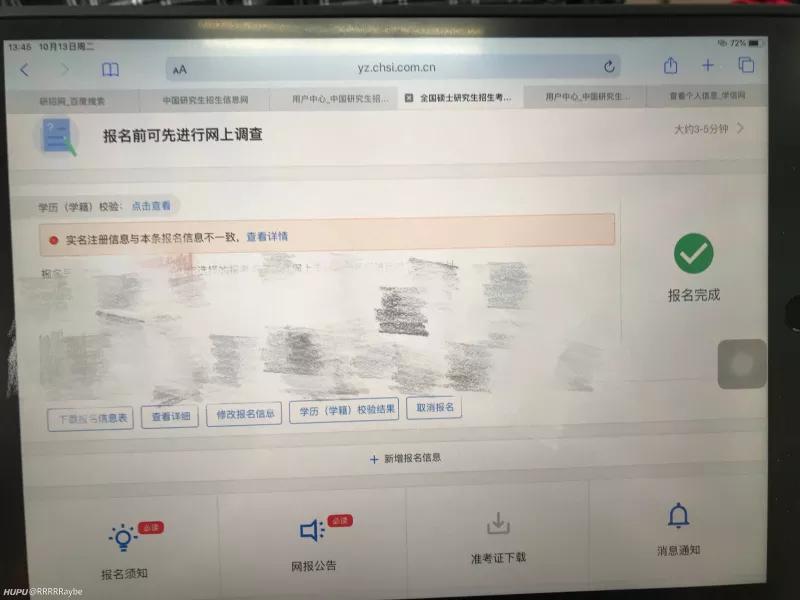 13:45 10月13日周二
72%
AA
yz.chsi.com.cn
研招网_百度搜索
中国研究生招生信息网
用户中心_中国研究生招...
全国硕士研究生招生考...
用户中心_中国研究生...
查看个人信息_学信网
报名前可先进行网上调查
大约3-5分钟
学历（学籍）校验： 点击查看
实名注册信息与本条报名信息不一致，查看详情
报名
报名完成
下载报名信息表
查看详细
修改报名信息
学历（学籍）校验结果
取消报名
+ 新增报名信息
必读
报名须知
必读
网报公告
准考证下载
消息通知
HUPU@RRRRRaybe